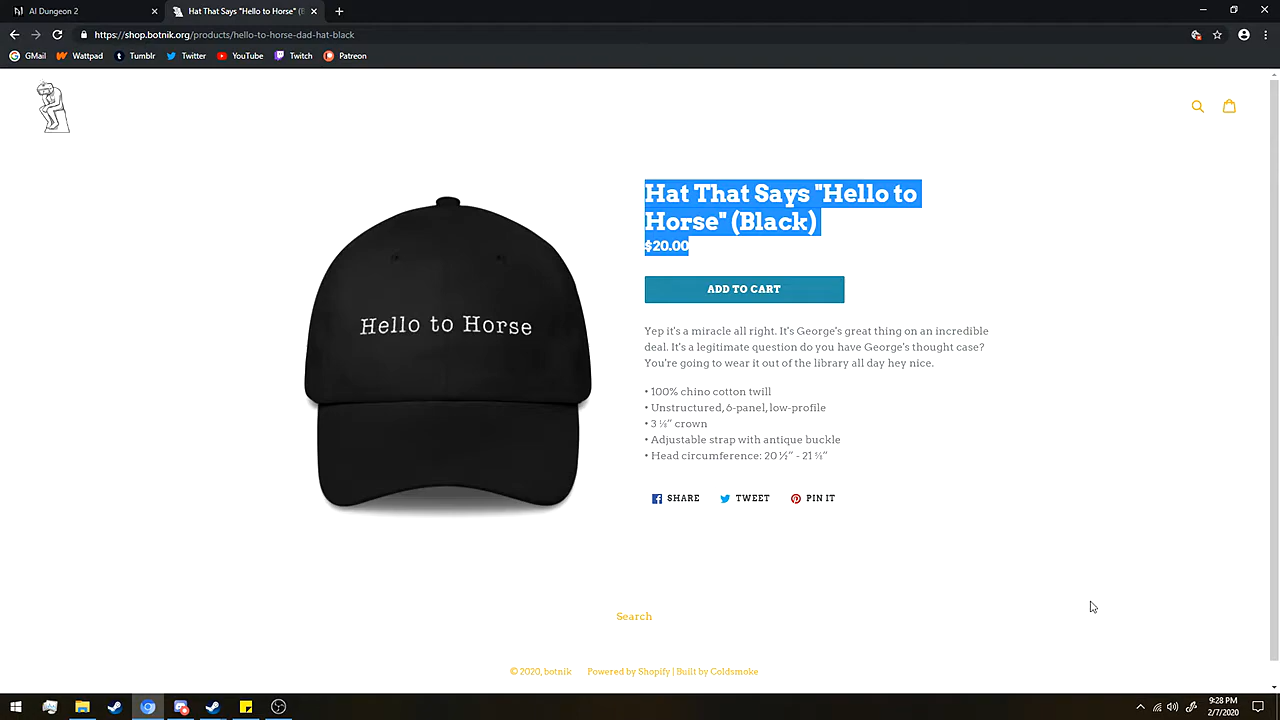 AI Dungeon 2
Hat That Says "Hello to Horse" (B
https://shop.botnik.org/products/hello-to-horse-dad-hat-black
GMail Wattpad Tumblr Twitter YouTube Twitch Patreon
Hat That Says "Hello to
Horse" (Black)
$20.00
ADD TO CART
Hello to Horse
Yep it's a miracle all right. It's George's great thing on an incredible
deal. It's a legitimate question do you have George's thought case?
You're going to wear it out of the library all day hey nice.
• 100% chino cotton twill
• Unstructured, 6-panel, low-profile
• 3 ⅛” crown
• Adjustable strap with antique buckle
• Head circumference: 20 ½” - 21
SHARE TWEET PIN IT
Search
© 2020, botnik Powered by Shopify | Built by Coldsmoke
9:28 PM
2/7/2020